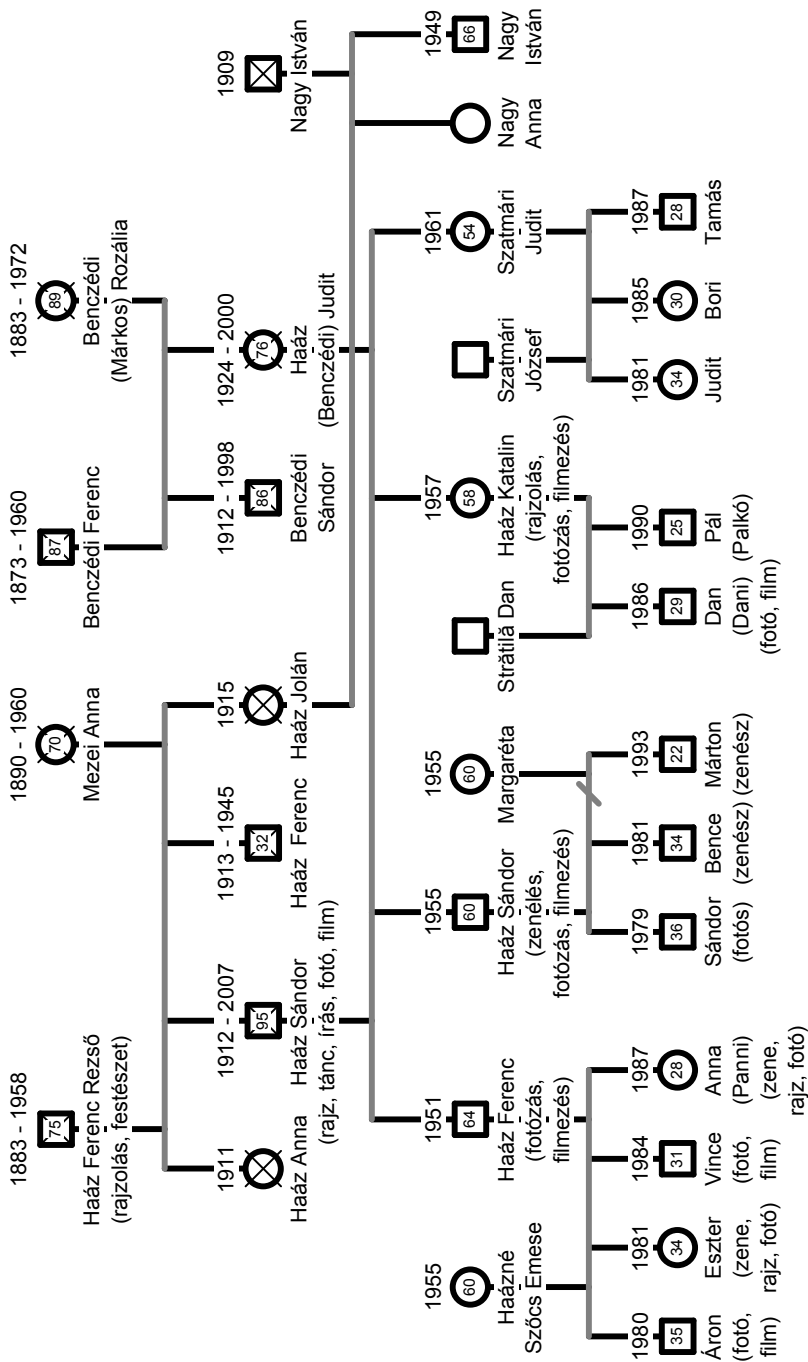 1883 - 1958
75
Haáz Ferenc Rezső
(rajzolás, festészet)
1890 - 1960
70
Mezei Anna
1873 - 1960
87
Benczédi Ferenc
1883 - 1972
89
Benczédi
(Márkos) Rozália
1911
Haáz Anna
1912 - 2007
95
Haáz Sándor
(rajz, tánc, írás, fotó, film)
1913 - 1945
32
Haáz Ferenc
1915
Haáz Jolán
1912 - 1998
86
Benczédi
Sándor
1924 - 2000
76
Haáz
(Benczédi) Judit
1909
Nagy István
1955
60
Haázné
Szőcs Emese
1951
64
Haáz Ferenc
(fotózás,
filmezés)
1955
60
Haáz Sándor
(zenélés,
fotózás, filmezés)
1955
60
Margaréta
Strătilă Dan
1957
58
Haáz Katalin
(rajzolás,
fotózás, filmezés)
Szatmári
József
1961
54
Szatmári
Judit
Nagy
Anna
1949
66
Nagy
István
1980
35
Áron
(fotó,
film)
1981
34
Eszter
(zene,
rajz, fotó)
1984
31
Vince
(fotó,
film)
1987
28
Anna
(Panni)
(zene,
rajz, fotó)
1979
36
Sándor
(fotós)
1981
34
Bence
(zenész)
1993
22
Márton
(zenész)
1986
29
Dan
(Dani)
(fotó, film)
1990
25
Pál
(Palkó)
1981
34
Judit
1985
30
Bori
1987
28
Tamás